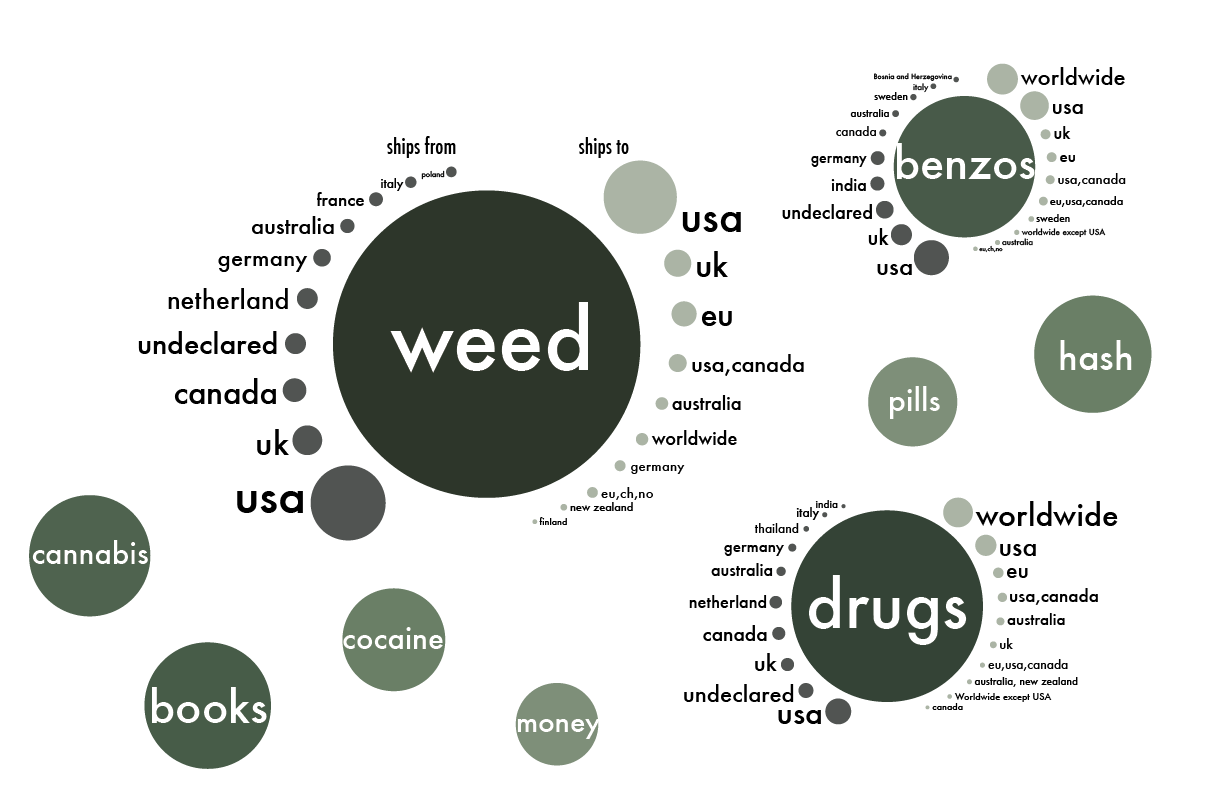 ships from
ships to
poland
italy
france
australia
germany
netherland
undeclared
canada
uk
usa
weed
usa
uk
eu
usa,canada
australia
worldwide
germany
eu,ch,no
new zealand
finland
Bosnia and Herzegovina
italy
sweden
australia
canada
germany
india
undeclared
uk
usa
benzos
worldwide
usa
uk
eu
usa,canada
eu,usa,canada
sweden
worldwide except USA
australia
eu,ch,no
hash
pills
cannabis
books
cocaine
money
india
italy
thailand
germany
australia
netherland
canada
uk
undeclared
usa
drugs
worldwide
usa
eu
usa,canada
australia
uk
eu,usa,canada
australia, new zealand
Worldwide except USA
canada